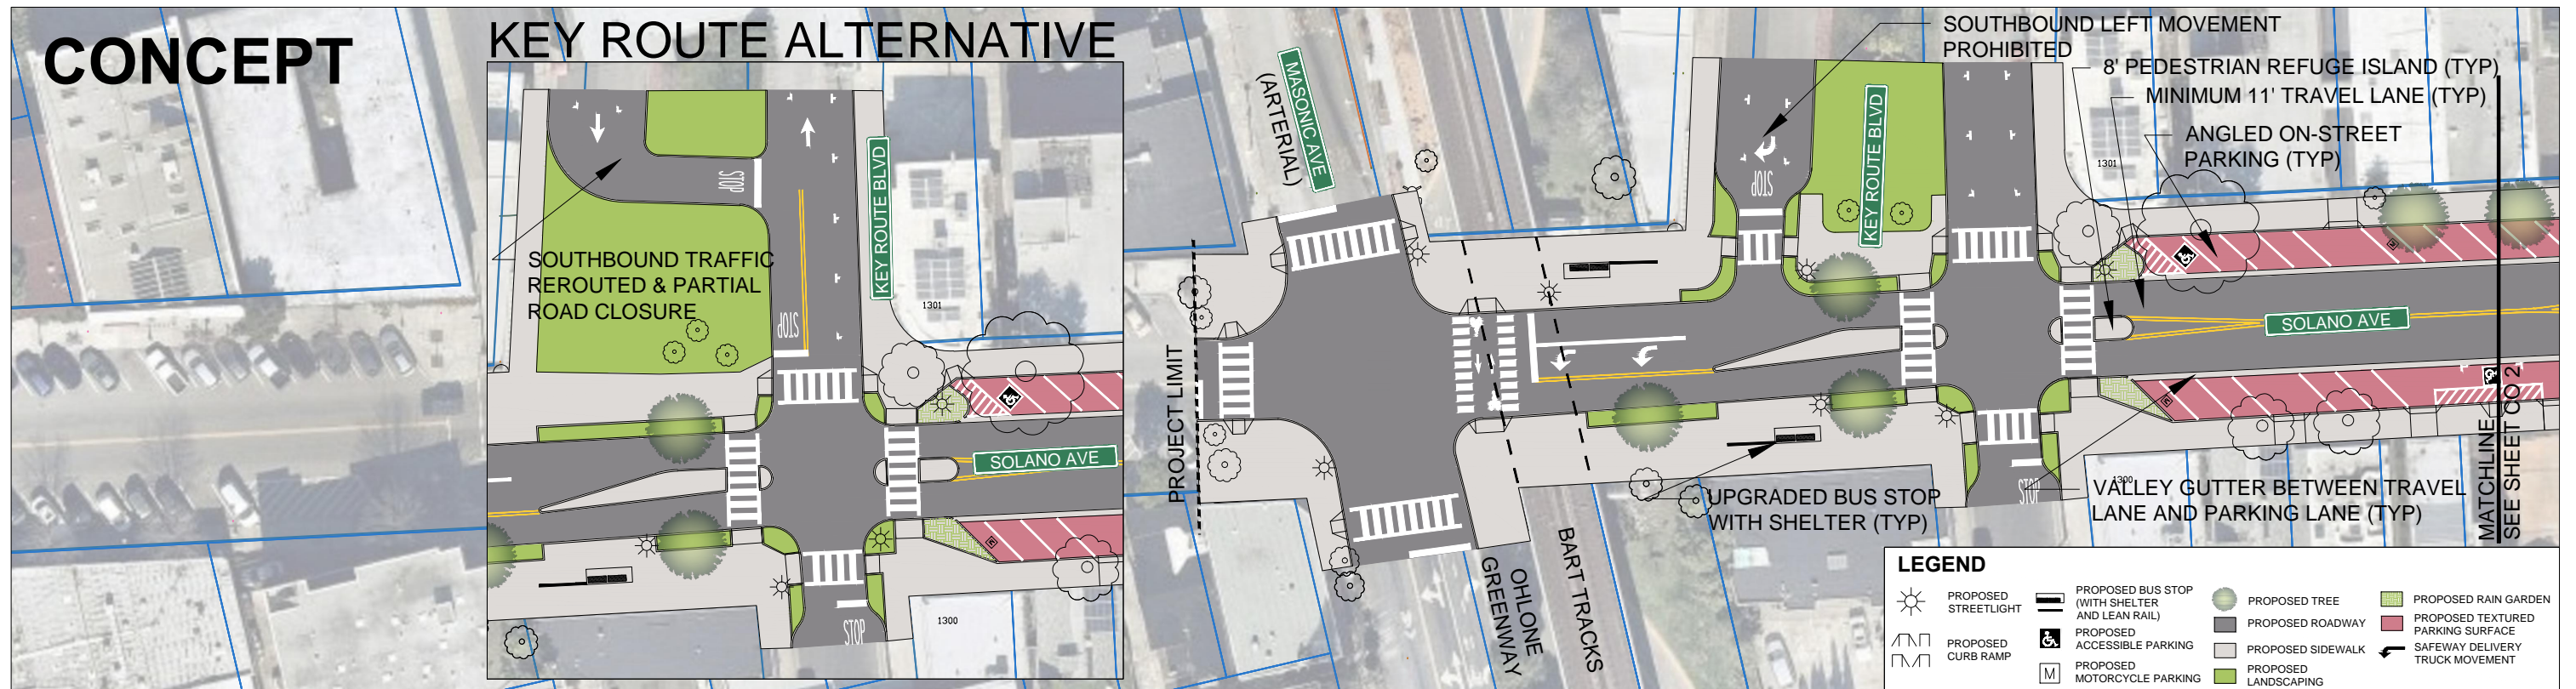 CONCEPT
KEY ROUTE ALTERNATIVE
STOP
KEY ROUTE BLVD
SOUTHBOUND TRAFFIC
REROUTED & PARTIAL
ROAD CLOSURE
STOP
1301
SOLANO AVE
STOP
1300
MASONIC AVE
(ARTERIAL)
SOUTHBOUND LEFT MOVEMENT
PROHIBITED
8' PEDESTRIAN REFUGE ISLAND (TYP)
MINIMUM 11' TRAVEL LANE (TYP)
ANGLED ON-STREET
PARKING (TYP)
1301
STOP
KEY ROUTE BLVD
PROJECT LIMIT
SOLANO AVE
UPGRADED BUS STOP
WITH SHELTER (TYP)
STOP
1300
VALLEY GUTTER BETWEEN TRAVEL
LANE AND PARKING LANE (TYP)
MATCHLINE
SEE SHEET CO 2
OHLONE
GREENWAY
BART TRACKS
LEGEND
PROPOSED
STREETLIGHT
PROPOSED
CURB RAMP
PROPOSED BUS STOP
(WITH SHELTER
AND LEAN RAIL)
PROPOSED
ACCESSIBLE PARKING
M
PROPOSED
MOTORCYCLE PARKING
PROPOSED TREE
PROPOSED ROADWAY
PROPOSED SIDEWALK
PROPOSED
LANDSCAPING
PROPOSED RAIN GARDEN
PROPOSED TEXTURED
PARKING SURFACE
SAFEWAY DELIVERY
TRUCK MOVEMENT